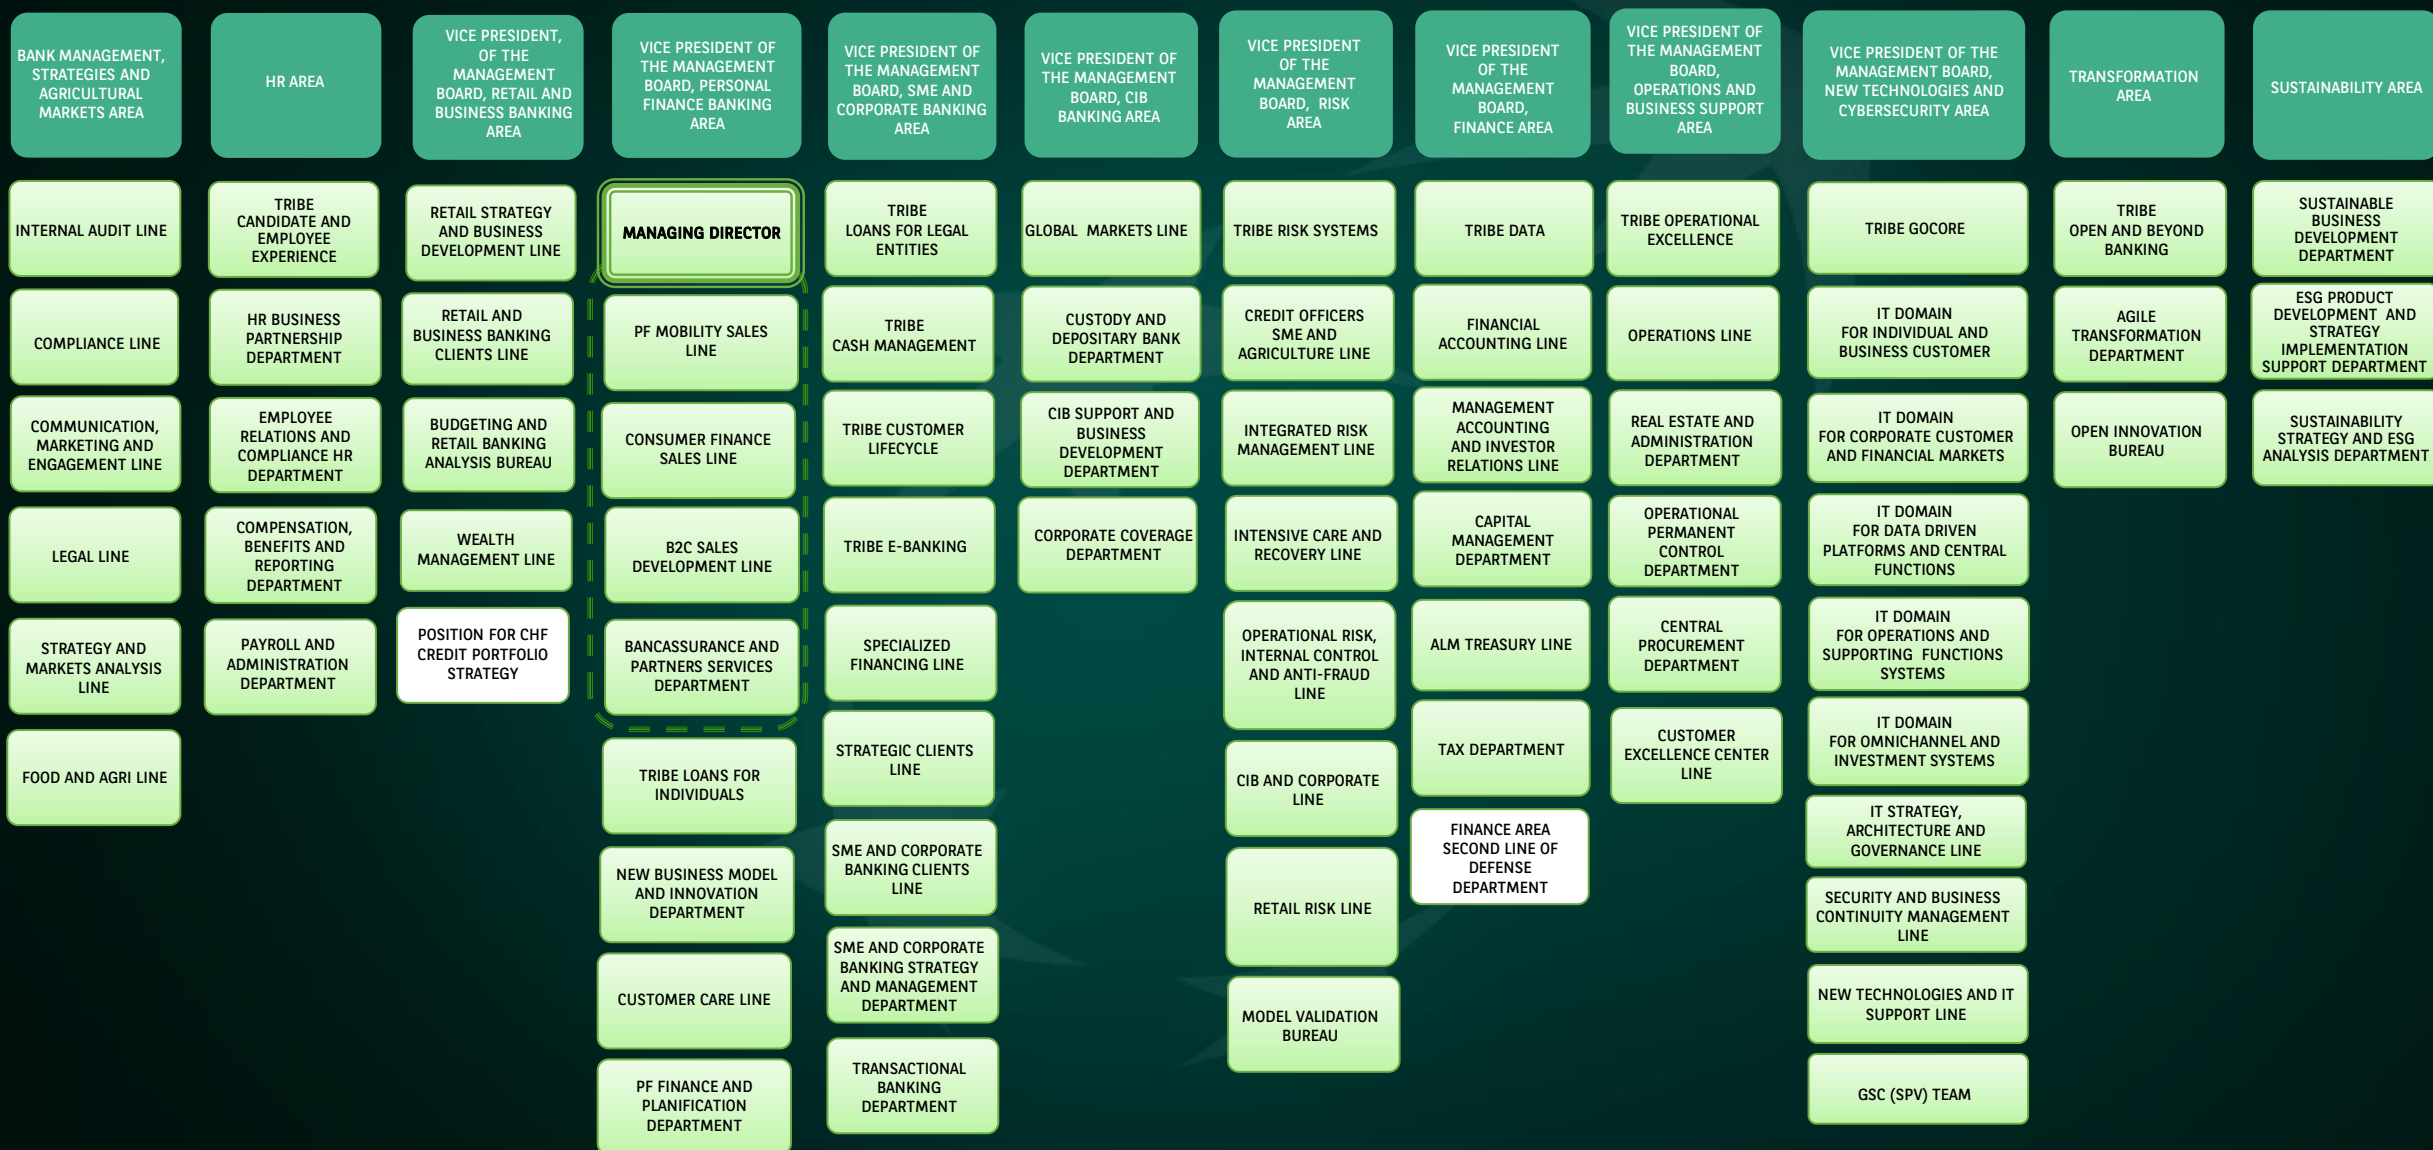 BANK MANAGEMENT,
STRATEGIES AND
AGRICULTURAL
MARKETS AREA
INTERNAL AUDIT LINE
COMPLIANCE LINE
COMMUNICATION,
MARKETING AND
ENGAGEMENT LINE
LEGAL LINE
STRATEGY AND
MARKETS ANALYSIS
LINE
FOOD AND AGRI LINE
HR AREA
TRIBE
CANDIDATE AND
EMPLOYEE
EXPERIENCE
HR BUSINESS
PARTNERSHIP
DEPARTMENT
EMPLOYEE
RELATIONS AND
COMPLIANCE HR
DEPARTMENT
COMPENSATION,
BENEFITS AND
REPORTING
DEPARTMENT
PAYROLL AND
ADMINISTRATION
DEPARTMENT
VICE PRESIDENT,
OF THE
MANAGEMENT
BOARD, RETAIL AND
BUSINESS BANKING
AREA
RETAIL STRATEGY
AND BUSINESS
DEVELOPMENT LINE
RETAIL AND
BUSINESS BANKING
CLIENTS LINE
BUDGETING AND
RETAIL BANKING
ANALYSIS BUREAU
WEALTH
MANAGEMENT LINE
POSITION FOR CHF
CREDIT PORTFOLIO
STRATEGY
VICE PRESIDENT OF
THE MANAGEMENT
BOARD, PERSONAL
FINANCE BANKING
AREA
MANAGING DIRECTOR
PF MOBILITY SALES
LINE
CONSUMER FINANCE
SALES LINE
B2C SALES
DEVELOPMENT LINE
BANCASSURANCE AND
PARTNERS SERVICES
DEPARTMENT
TRIBE LOANS FOR
INDIVIDUALS
NEW BUSINESS MODEL
AND INNOVATION
DEPARTMENT
CUSTOMER CARE LINE
PF FINANCE AND
PLANIFICATION
DEPARTMENT
VICE PRESIDENT OF
THE MANAGEMENT
BOARD, SME AND
CORPORATE BANKING
AREA
TRIBE
LOANS FOR LEGAL
ENTITIES
TRIBE
CASH MANAGEMENT
TRIBE CUSTOMER
LIFECYCLE
TRIBE E-BANKING
SPECIALIZED
FINANCING LINE
STRATEGIC CLIENTS
LINE
SME AND CORPORATE
BANKING CLIENTS
LINE
SME AND CORPORATE
BANKING STRATEGY
AND MANAGEMENT
DEPARTMENT
TRANSACTIONAL
BANKING
DEPARTMENT
VICE PRESIDENT OF
THE MANAGEMENT
BOARD, CIB
BANKING AREA
GLOBAL MARKETS LINE
CUSTODY AND
DEPOSITARY BANK
DEPARTMENT
CIB SUPPORT AND
BUSINESS
DEVELOPMENT
DEPARTMENT
CORPORATE COVERAGE
DEPARTMENT
VICE PRESIDENT
OF THE
MANAGEMENT
BOARD, RISK
AREA
TRIBE RISK SYSTEMS
CREDIT OFFICERS
SME AND
AGRICULTURE LINE
INTEGRATED RISK
MANAGEMENT LINE
INTENSIVE CARE AND
RECOVERY LINE
OPERATIONAL RISK,
INTERNAL CONTROL
AND ANTI-FRAUD
LINE
CIB AND CORPORATE
LINE
RETAIL RISK LINE
MODEL VALIDATION
BUREAU
VICE PRESIDENT
OF THE
MANAGEMENT
BOARD,
FINANCE AREA
TRIBE DATA
FINANCIAL
ACCOUNTING LINE
MANAGEMENT
ACCOUNTING
AND INVESTOR
RELATIONS LINE
CAPITAL
MANAGEMENT
DEPARTMENT
ALM TREASURY LINE
TAX DEPARTMENT
FINANCE AREA
SECOND LINE OF
DEFENSE
DEPARTMENT
VICE PRESIDENT OF
THE MANAGEMENT
BOARD,
OPERATIONS AND
BUSINESS SUPPORT
AREA
TRIBE OPERATIONAL
EXCELLENCE
OPERATIONS LINE
REAL ESTATE AND
ADMINISTRATION
DEPARTMENT
OPERATIONAL
PERMANENT
CONTROL
DEPARTMENT
CENTRAL
PROCUREMENT
DEPARTMENT
CUSTOMER
EXCELLENCE CENTER
LINE
VICE PRESIDENT OF THE
MANAGEMENT BOARD,
NEW TECHNOLOGIES AND
CYBERSECURITY AREA
TRIBE GOCORE
IT DOMAIN
FOR INDIVIDUAL AND
BUSINESS CUSTOMER
IT DOMAIN
FOR CORPORATE CUSTOMER
AND FINANCIAL MARKETS
IT DOMAIN
FOR DATA DRIVEN
PLATFORMS AND CENTRAL
FUNCTIONS
IT DOMAIN
FOR OPERATIONS AND
SUPPORTING FUNCTIONS
SYSTEMS
IT DOMAIN
FOR OMNICHANNEL AND
INVESTMENT SYSTEMS
IT STRATEGY,
ARCHITECTURE AND
GOVERNANCE LINE
SECURITY AND BUSINESS
CONTINUITY MANAGEMENT
LINE
NEW TECHNOLOGIES AND IT
SUPPORT LINE
GSC (SPV) TEAM
TRANSFORMATION
AREA
TRIBE
OPEN AND BEYOND
BANKING
AGILE
TRANSFORMATION
DEPARTMENT
OPEN INNOVATION
BUREAU
SUSTAINABILITY AREA
SUSTAINABLE
BUSINESS
DEVELOPMENT
DEPARTMENT
ESG PRODUCT
DEVELOPMENT AND
STRATEGY
IMPLEMENTATION
SUPPORT DEPARTMENT
SUSTAINABILITY
STRATEGY AND ESG
ANALYSIS DEPARTMENT